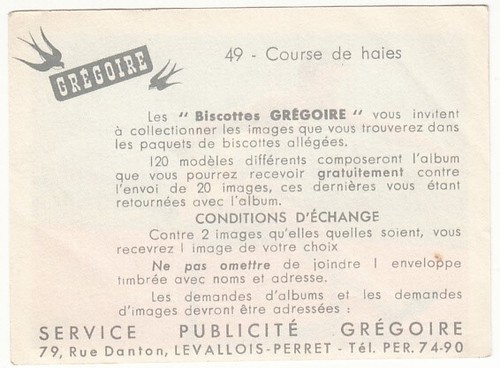 GRÉGOIRE
49 - Course de haies
Les " Biscottes GRÉGOIRE " vous invitent
à collectionner les images que vous trouverez dans
les paquets de biscottes allégées.
120 modèles différents composeront l'album
que vous pourrez recevoir gratuitement contre
l'envoi de 20 images, ces dernières vous étant
retournées avec l'album.
CONDITIONS D'ÉCHANGE
Contre 2 images qu'elles quelles soient, vous
recevrez 1 image de votre choix
Ne pas omettre de joindre 1 enveloppe
timbrée avec noms et adresse.
Les demandes d'albums et les demandes
d'images devront être adressées :
SERVICE PUBLICITÉ GRÉGOIRE
79, Rue Danton, LEVALLOIS-PERRET - Tél. PER. 74-90